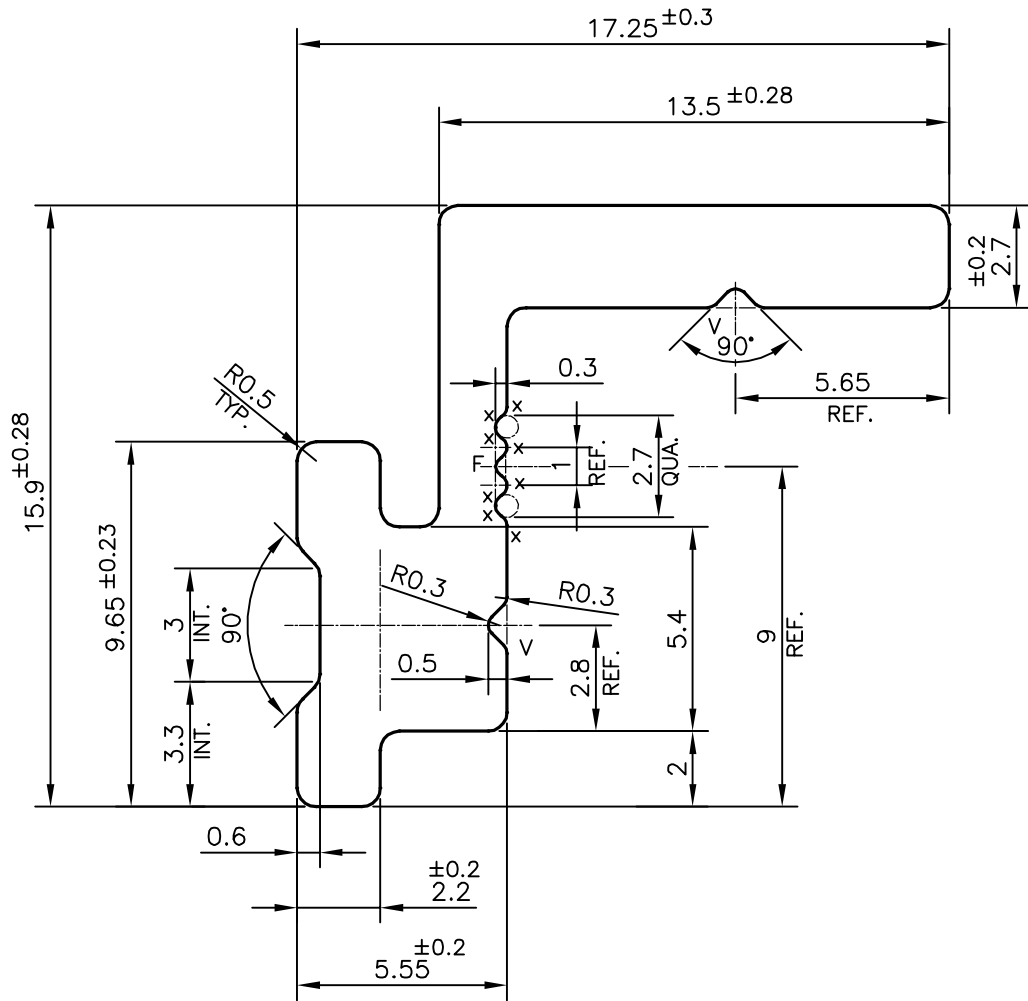 17.25±0.3
13.5±0.28
±0.2
2.7
V
90°
5.65
REF.
0.3
R0.5
TYP.
x
x
x
x
F
1
REF.
2.7
QUA.
x
x
x
x
15.9±0.28
9.65±0.23
3
INT.
90°
R0.3
R0.3
V
0.5
2.8
REF.
5.4
9
REF.
3.3
INT.
2
0.6
±0.2
2.2
±0.2
5.55